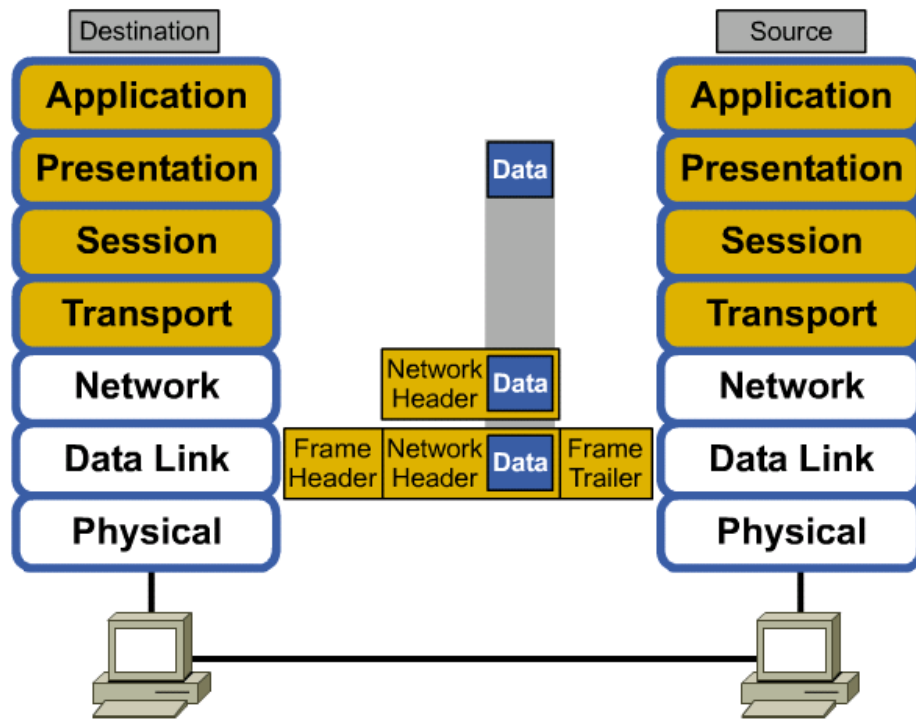 Destination
Source
Application
Application
Presentation
Data
Presentation
Session
Session
Transport
Transport
Network
Network
Header
Data
Network
Data Link
Frame
Header
Network
Header
Data
Frame
Trailer
Data Link
Physical
Physical